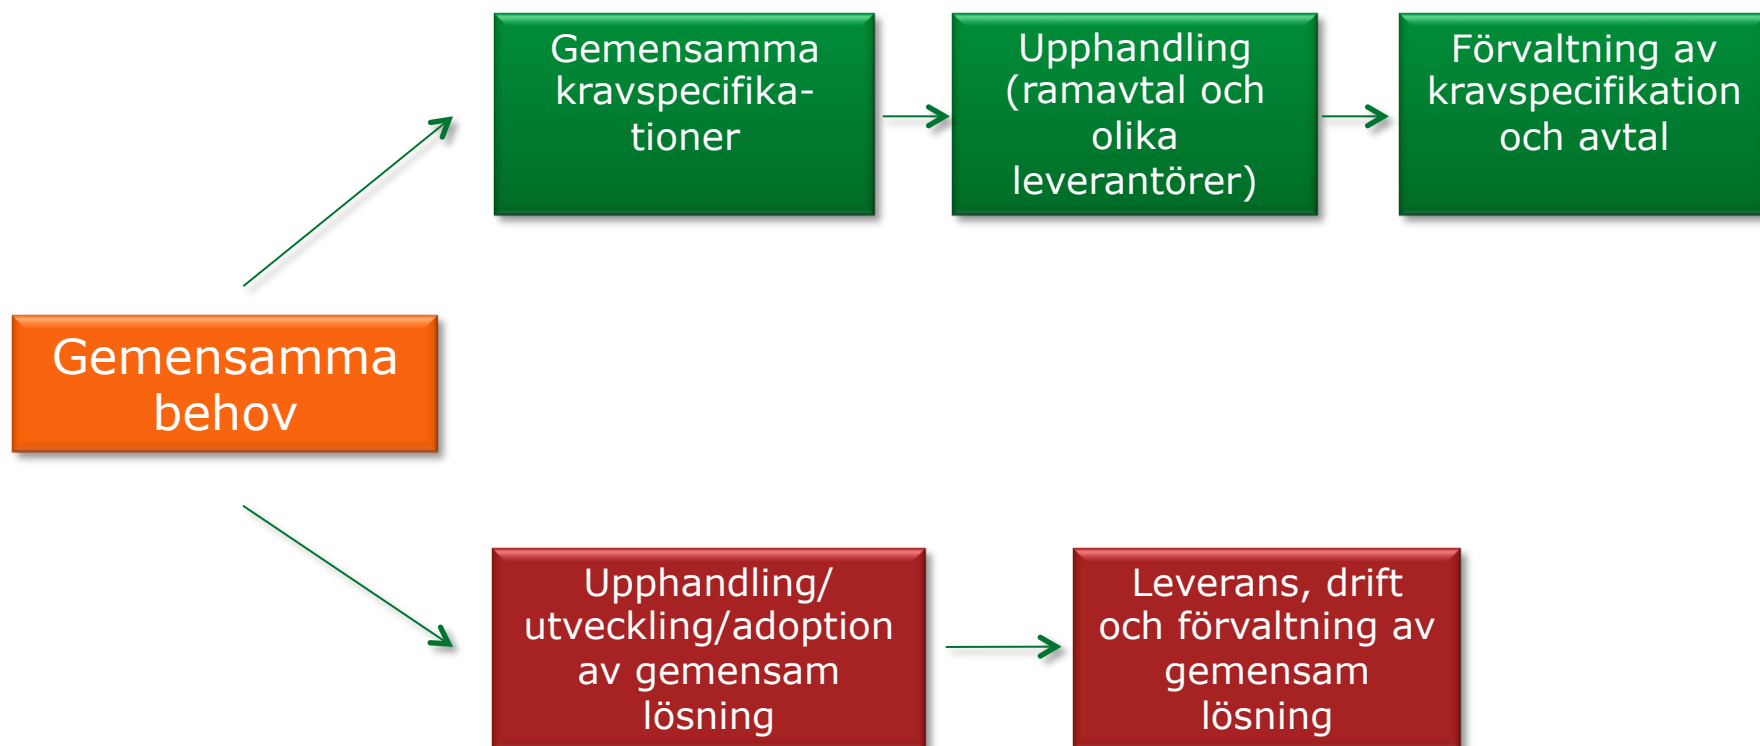 Gemensamma
kravspecifika-
tioner
Upphandling
(ramavtal och
olika
leverantörer)
Förvaltning av
kravspecifikation
och avtal
Gemensamma
behov
Upphandling/
utveckling/adoption
av gemensam
lösning
Leverans, drift
och förvaltning av
gemensam
lösning